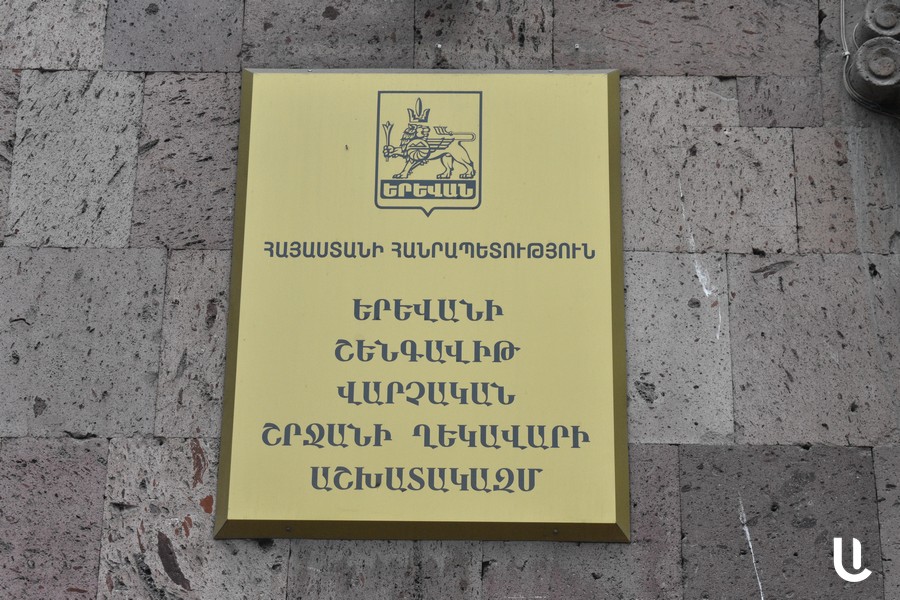 ԵՐԵՎԱՆ
ՀԱՅԱՍՏԱՆԻ ՀԱՆՐԱՊԵՏՈՒԹՅՈՒՆ
ԵՐԵՎԱՆԻ
ՇԵՆԳԱՎԻԹ
ՎԱՐՉԱԿԱՆ
ՇՐՋԱՆԻ ՂԵԿԱՎԱՐԻ
ԱՇԽԱՏԱԿԱԶՄ